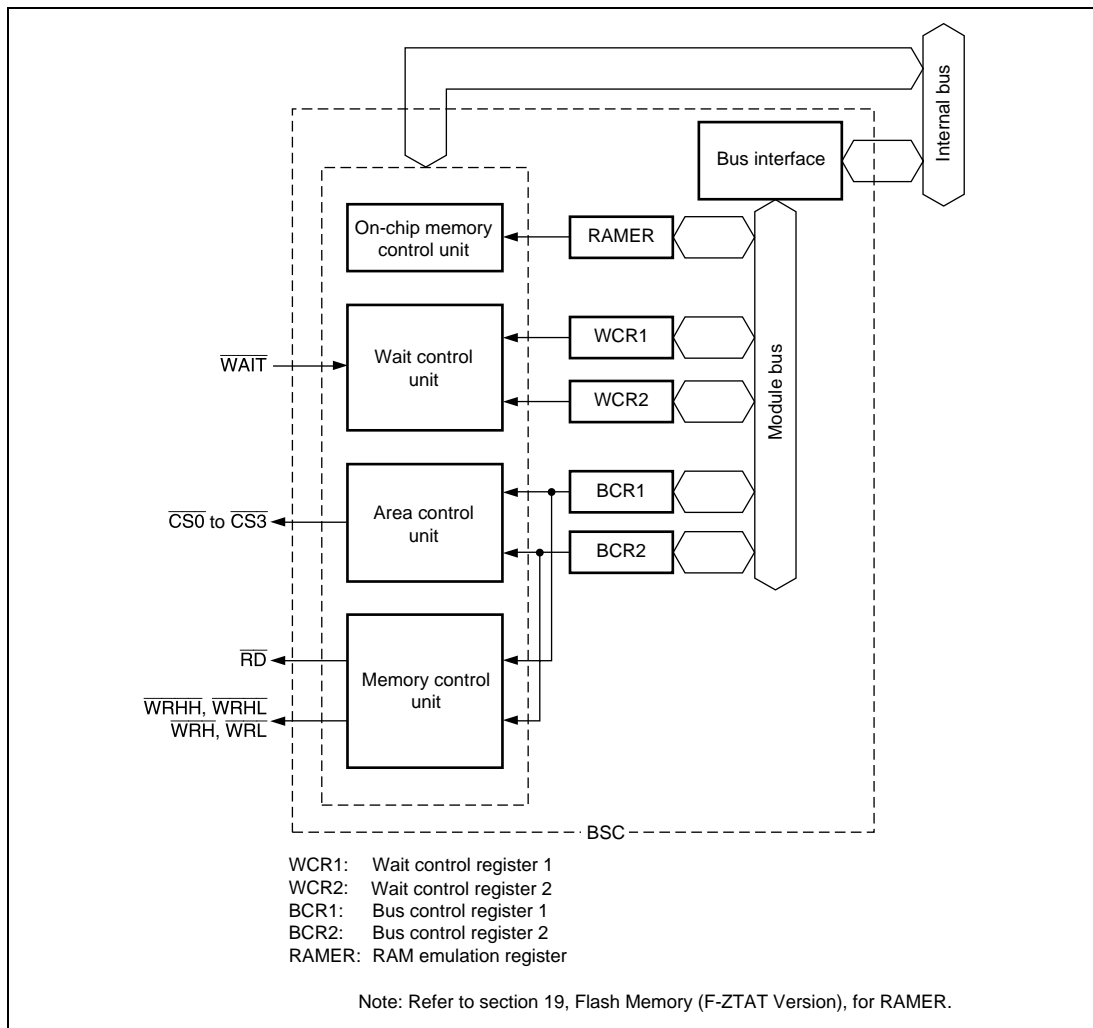 Internal bus
Bus interface
On-chip memory
control unit
RAMER
WCR1
WAIT
Wait control
unit
WCR2
Module bus
BCR1
CS0 to CS3
Area control
unit
BCR2
RD
Memory control
unit
WRHH, WRHL
WRH, WRL
BSC
WCR1: Wait control register 1
WCR2: Wait control register 2
BCR1: Bus control register 1
BCR2: Bus control register 2
RAMER: RAM emulation register
Note: Refer to section 19, Flash Memory (F-ZTAT Version), for RAMER.